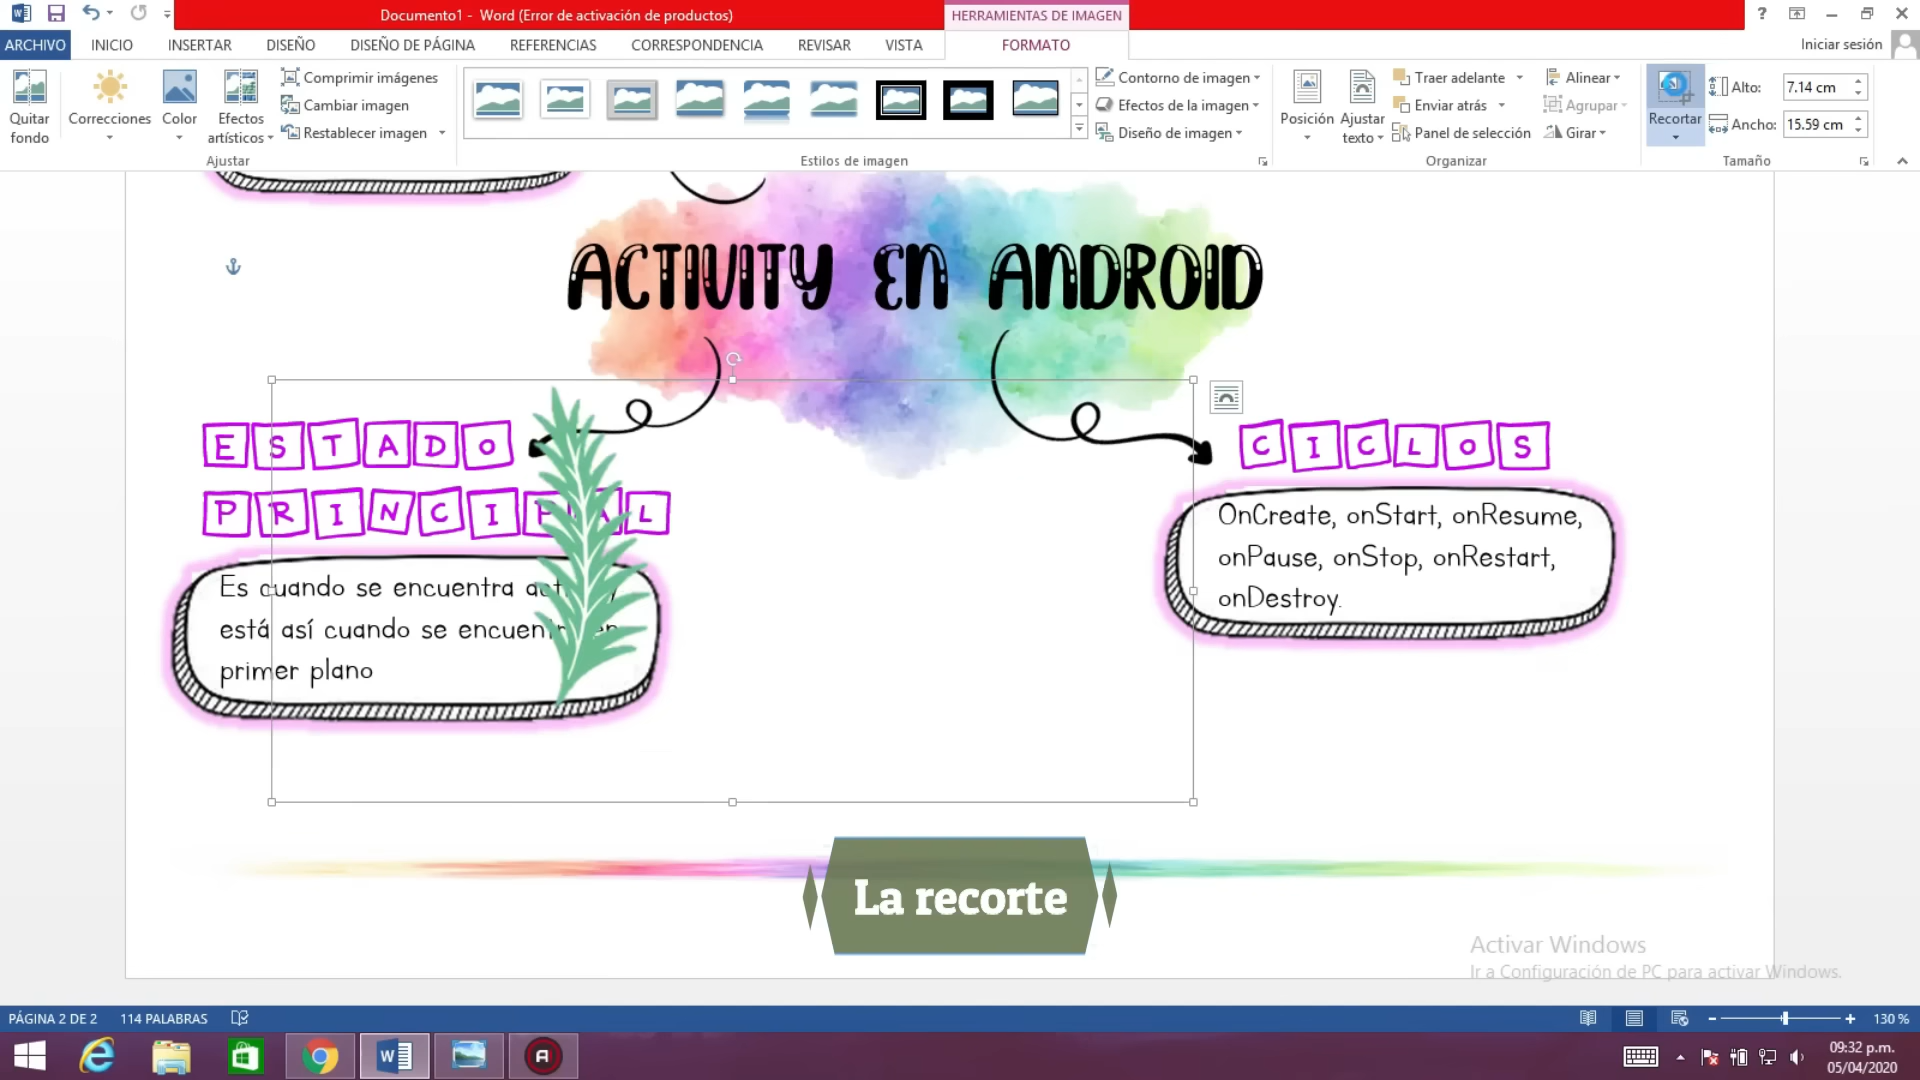 Documento1 - Word (Error de activación de productos)
HERRAMIENTAS DE IMAGEN
ARCHIVO INICIO INSERTAR DISEÑO DISEÑO DE PÁGINA REFERENCIAS CORRESPONDENCIA REVISAR VISTA FORMATO Iniciar sesión
Quitar fondo
Correcciones
Color
Efectos artísticos
Comprimir imágenes
Cambiar imagen
Restablecer imagen
Ajustar
Estilos de imagen
Contorno de imagen
Efectos de la imagen
Diseño de imagen
Posición
Ajustar texto
Traer adelante
Enviar atrás
Panel de selección
Alinear
Agrupar
Girar
Organizar
Recortar
Alto: 7.14 cm
Ancho: 15.59 cm
Tamaño
ACTIVITY EN ANDROID
ESTADO
PRINCIPAL
Es cuando se encuentra
está así cuando se
primer plano
CICLOS
OnCreate, onStart, onResume,
onPause, onStop, onRestart,
onDestroy.
La recorte
Activar Windows
Ir a Configuración de PC para activar Windows.
PÁGINA 2 DE 2 114 PALABRAS 130 %
09:32 p.m.
05/04/2020